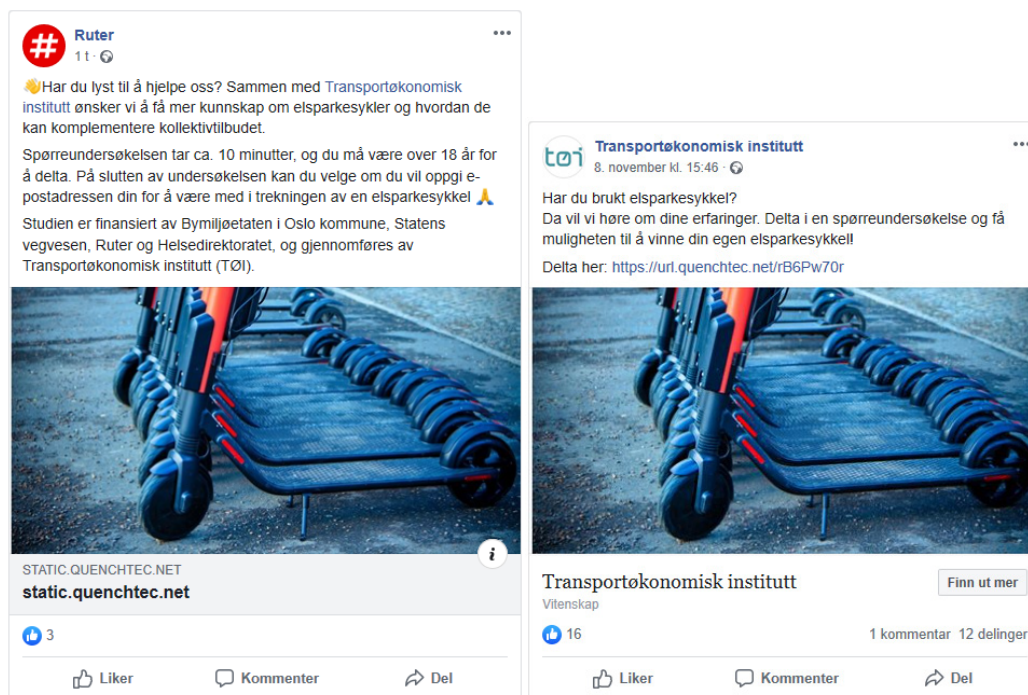 Ruter
1 t ·
👋Har du lyst til å hjelpe oss? Sammen med Transportøkonomisk
institutt ønsker vi å få mer kunnskap om elsparkesykler og hvordan de
kan komplementere kollektivtilbudet.
Spørreundersøkelsen tar ca. 10 minutter, og du må være over 18 år for
å delta. På slutten av undersøkelsen kan du velge om du vil oppgi e-
postadressen din for å være med i trekningen av en elsparkesykkel 🙏
Studien er finansiert av Bymiljøetaten i Oslo kommune, Statens
vegvesen, Ruter og Helsedirektoratet, og gjennomføres av
Transportøkonomisk institutt (TØI).
STATIC.QUENCHTEC.NET
static.quenchtec.net
3
Liker Kommenter Del
tøi
Transportøkonomisk institutt
8. november kl. 15:46 ·
Har du brukt elsparkesykkel?
Da vil vi høre om dine erfaringer. Delta i en spørreundersøkelse og få
muligheten til å vinne din egen elsparkesykkel!
Delta her: https://url.quenchtec.net/rB6Pw70r
Transportøkonomisk institutt
Finn ut mer
Vitenskap
16
1 kommentar 12 delinger
Liker Kommenter Del